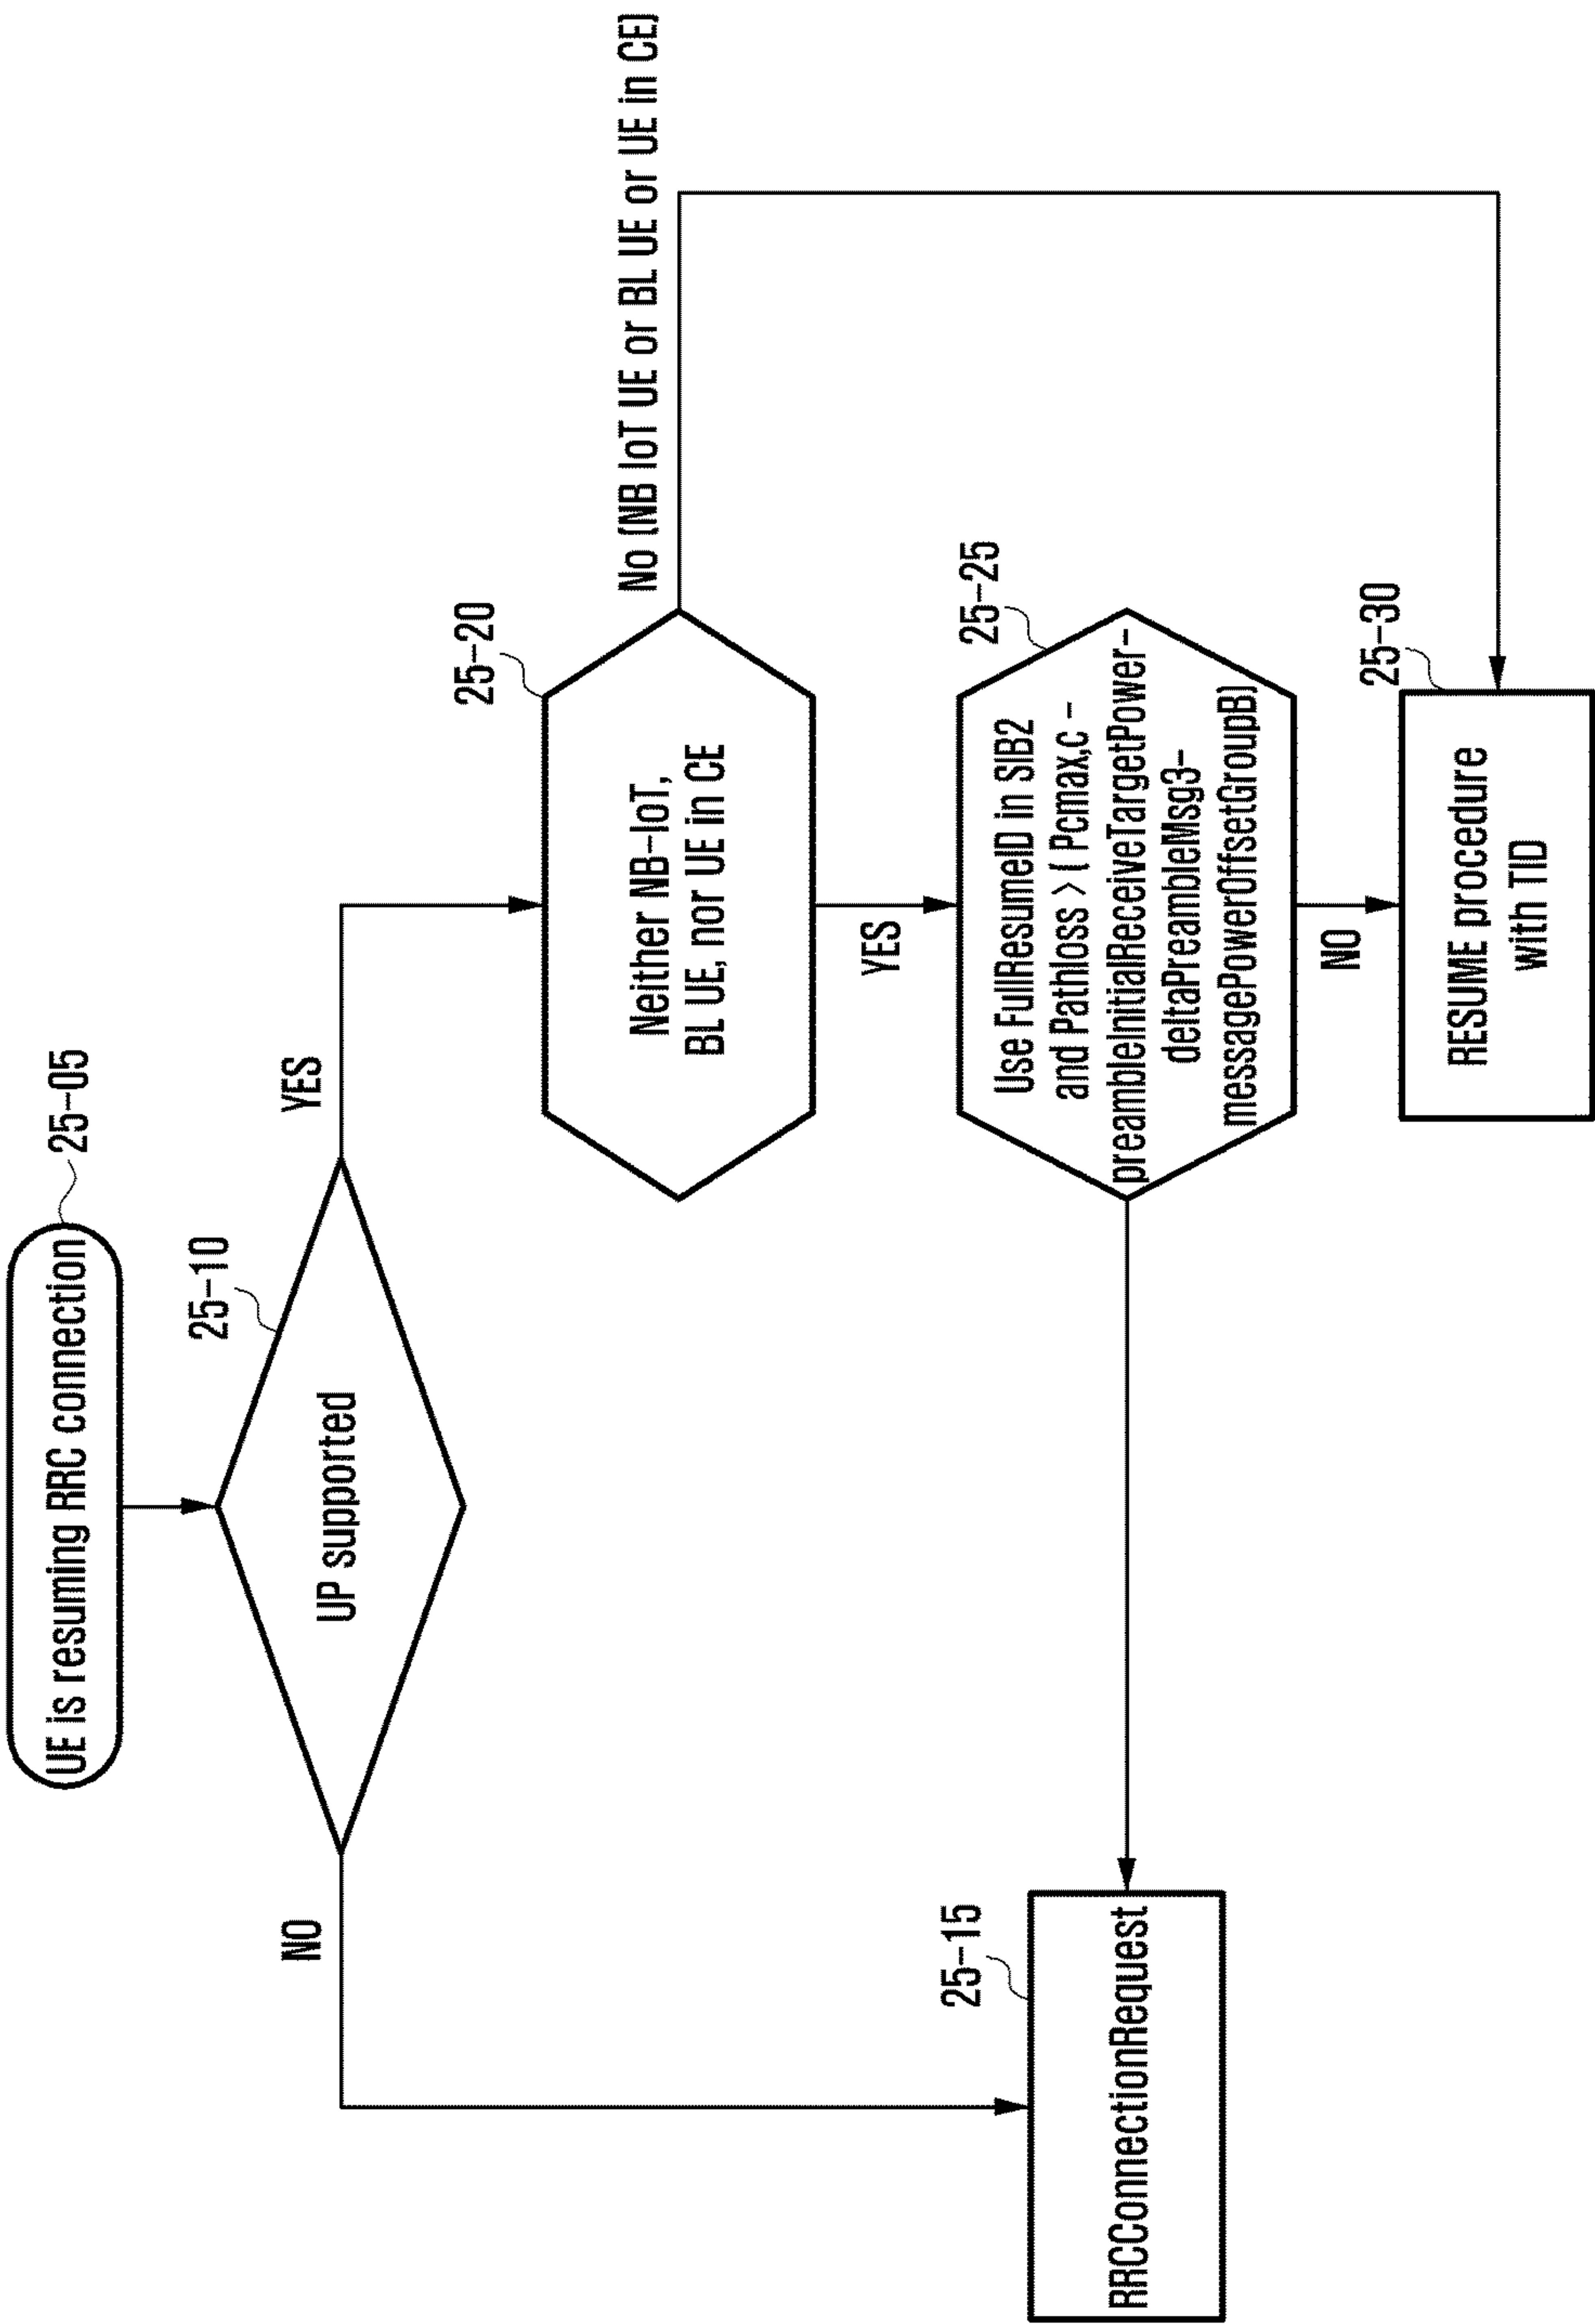 UE is resuming RRC connection
25-05
25-10
UP supported
NO
YES
25-20
Neither NB-IoT,
BL UE, nor UE in CE
No (NB IoT UE or BL UE or UE in CE)
YES
25-25
Use FullResumeID in SIB2
and Pathloss > ( Pcmax,c -
preambleInitialReceiveTargetPower-
deltaPreambleMsg3-
messagePowerOffsetGroupB)
25-15
RRCConnectionRequest
NO
25-30
RESUME procedure
with TID